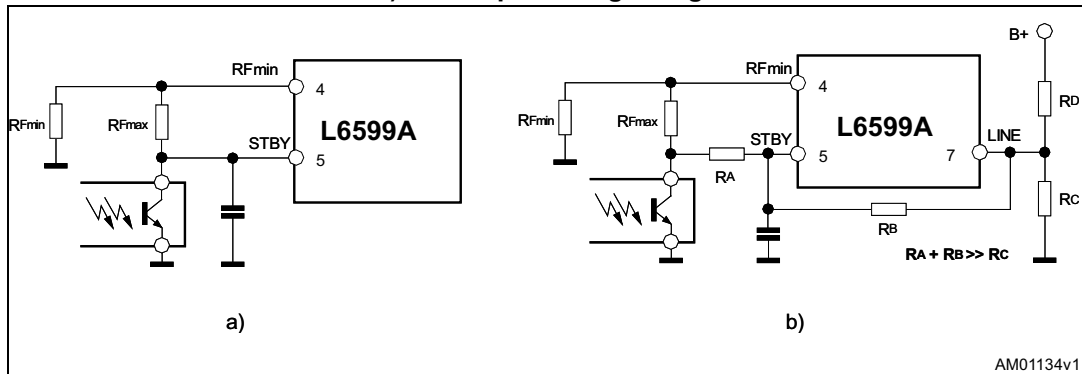 RFmin
4
RFmin
RFmax
L6599A
STBY
5
a)
B+
RFmin
4
RD
RFmin
RFmax
L6599A
STBY
LINE
5
7
RA
RC
RB
RA + RB >> RC
b)
AM01134v1